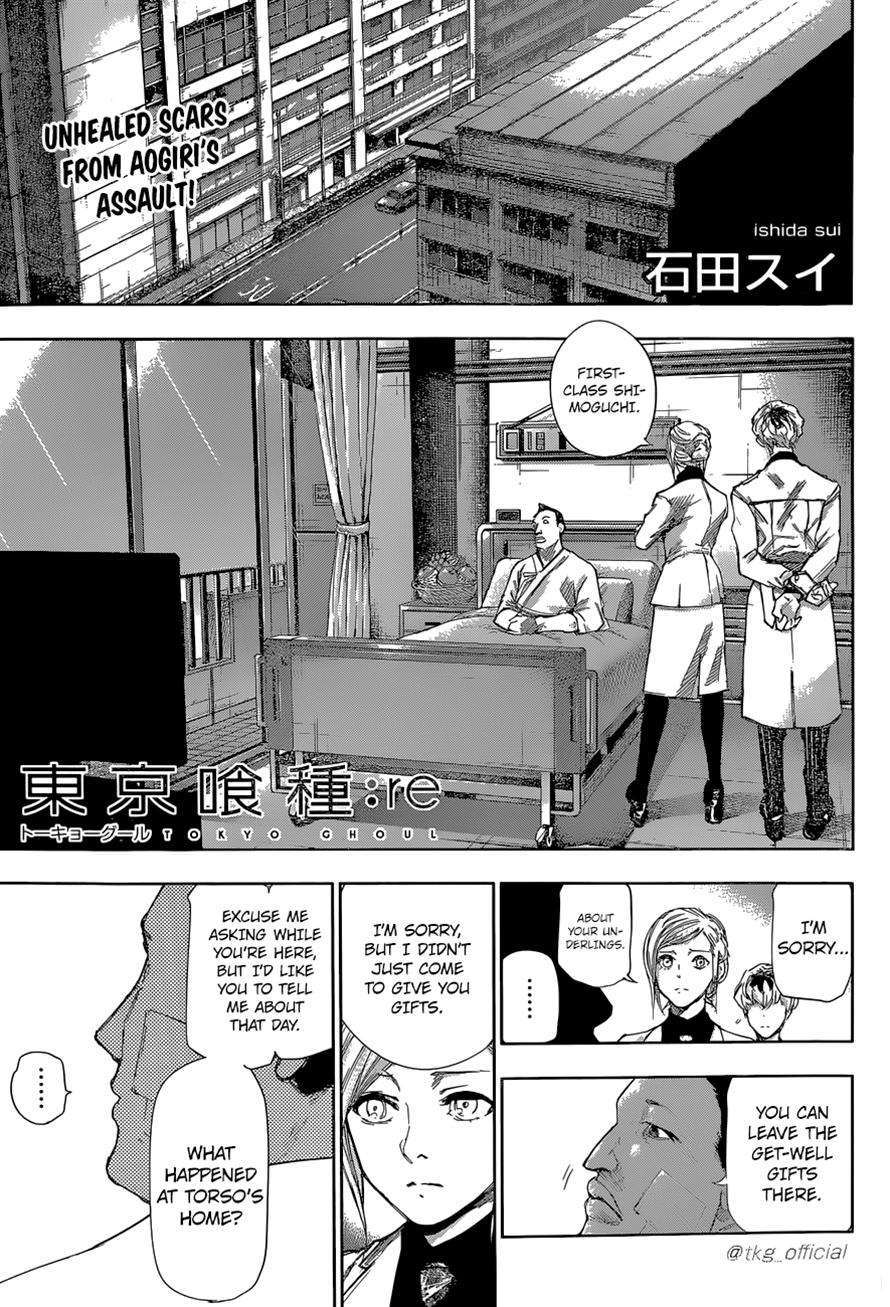 UNHEALED SCARS
FROM AOGIRI'S
ASSAULT!
ishida sui
石田スイ
FIRST-
CLASS SHI-
MOGUCHI.
東京喰種:re
トーキョーグール TOKYO GHOUL
I'M
SORRY...
ABOUT
YOUR UN-
DERLINGS.
......
YOU CAN
LEAVE THE
GET-WELL
GIFTS
THERE.
I'M SORRY,
BUT I DIDN'T
JUST COME
TO GIVE YOU
GIFTS.
EXCUSE ME
ASKING WHILE
YOU'RE HERE,
BUT I'D LIKE
YOU TO TELL
ME ABOUT
THAT DAY.
WHAT
HAPPENED
AT TORSO'S
HOME?
......
@tkg_official